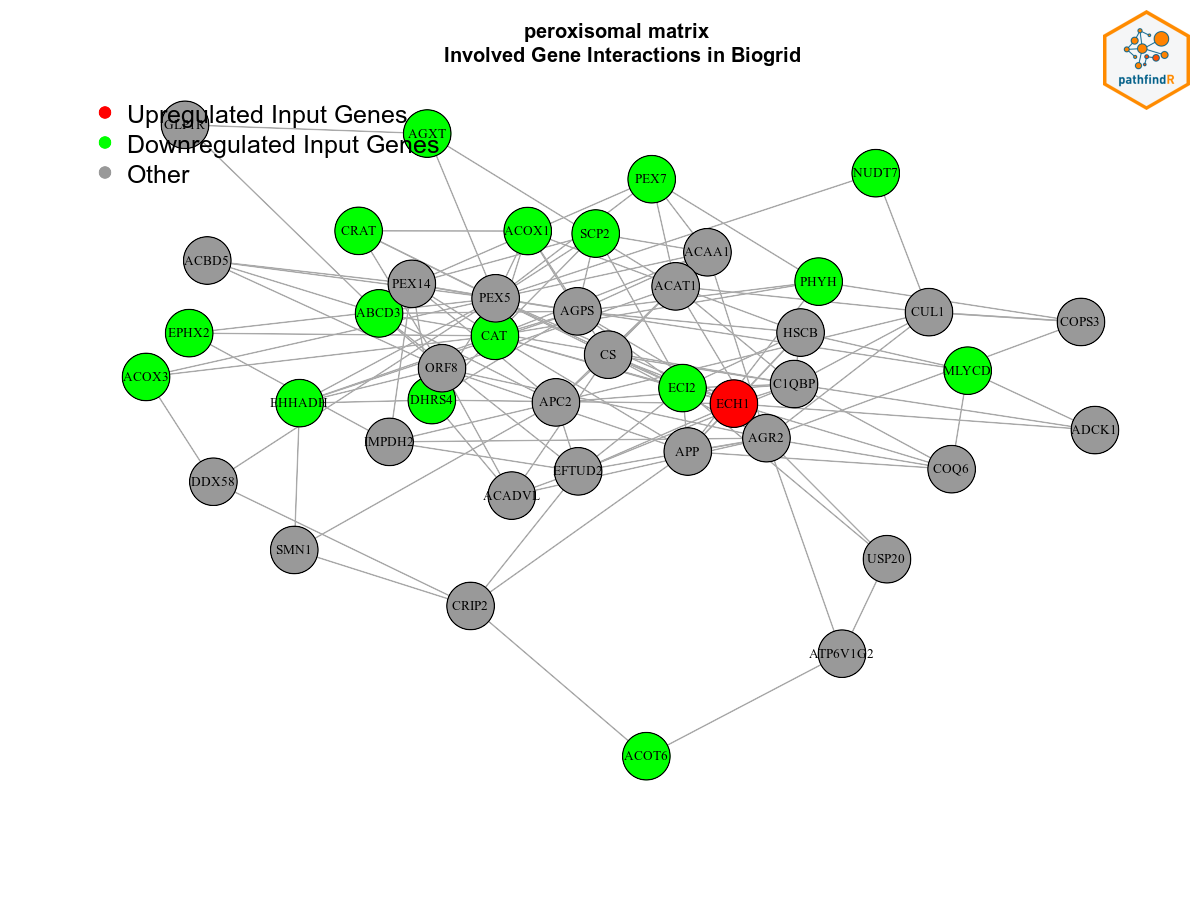 peroxisomal matrix
Involved Gene Interactions in Biogrid
pathfindR
Upregulated Input Genes
Downregulated Input Genes
Other
GLP1R
AGXT
PEX7
NUDT7
CRAT
ACOX1
SCP2
ACAA1
ACBD5
PEX14
PEX5
ACAT1
PHYH
ABCD3
AGPS
CUL1
COPS3
EPHX2
CAT
HSCB
CS
ACOX3
ORF8
MLYCD
ECI2
C1QBP
EHHADH
DHRS4
APC2
ECH1
IMPDH2
AGR2
ADCK1
APP
EFTUD2
COQ6
DDX58
ACADVL
SMN1
USP20
CRIP2
ATP6V1G2
ACOT6